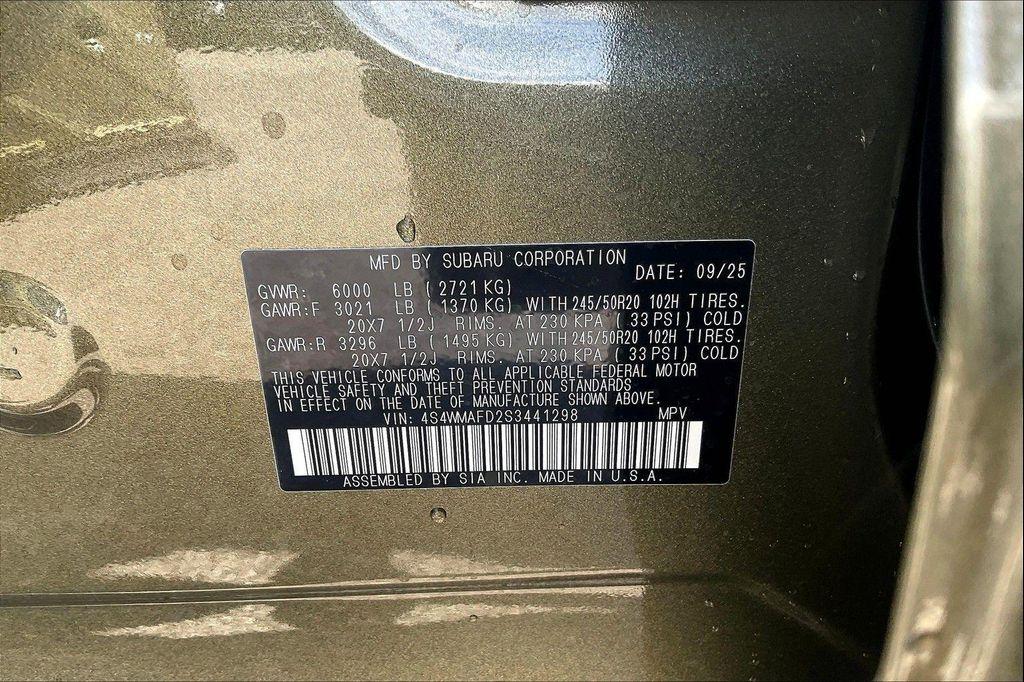 MFD BY SUBARU CORPORATION
DATE: 09/25
GVWR: 6000 LB ( 2721 KG)
GAWR:F 3021 LB ( 1370 KG) WITH 245/50R20 102H TIRES.
20X7 1/2J RIMS. AT 230 KPA ( 33 PSI) COLD
GAWR:R 3296 LB ( 1495 KG) WITH 245/50R20 102H TIRES.
20X7 1/2J RIMS. AT 230 KPA ( 33 PSI) COLD
THIS VEHICLE CONFORMS TO ALL APPLICABLE FEDERAL MOTOR
VEHICLE SAFETY AND THEFT PREVENTION STANDARDS
IN EFFECT ON THE DATE OF MANUFACTURE SHOWN ABOVE.
VIN: 4S4WMAFD2S3441298 MPV
ASSEMBLED BY SIA INC. MADE IN U.S.A.